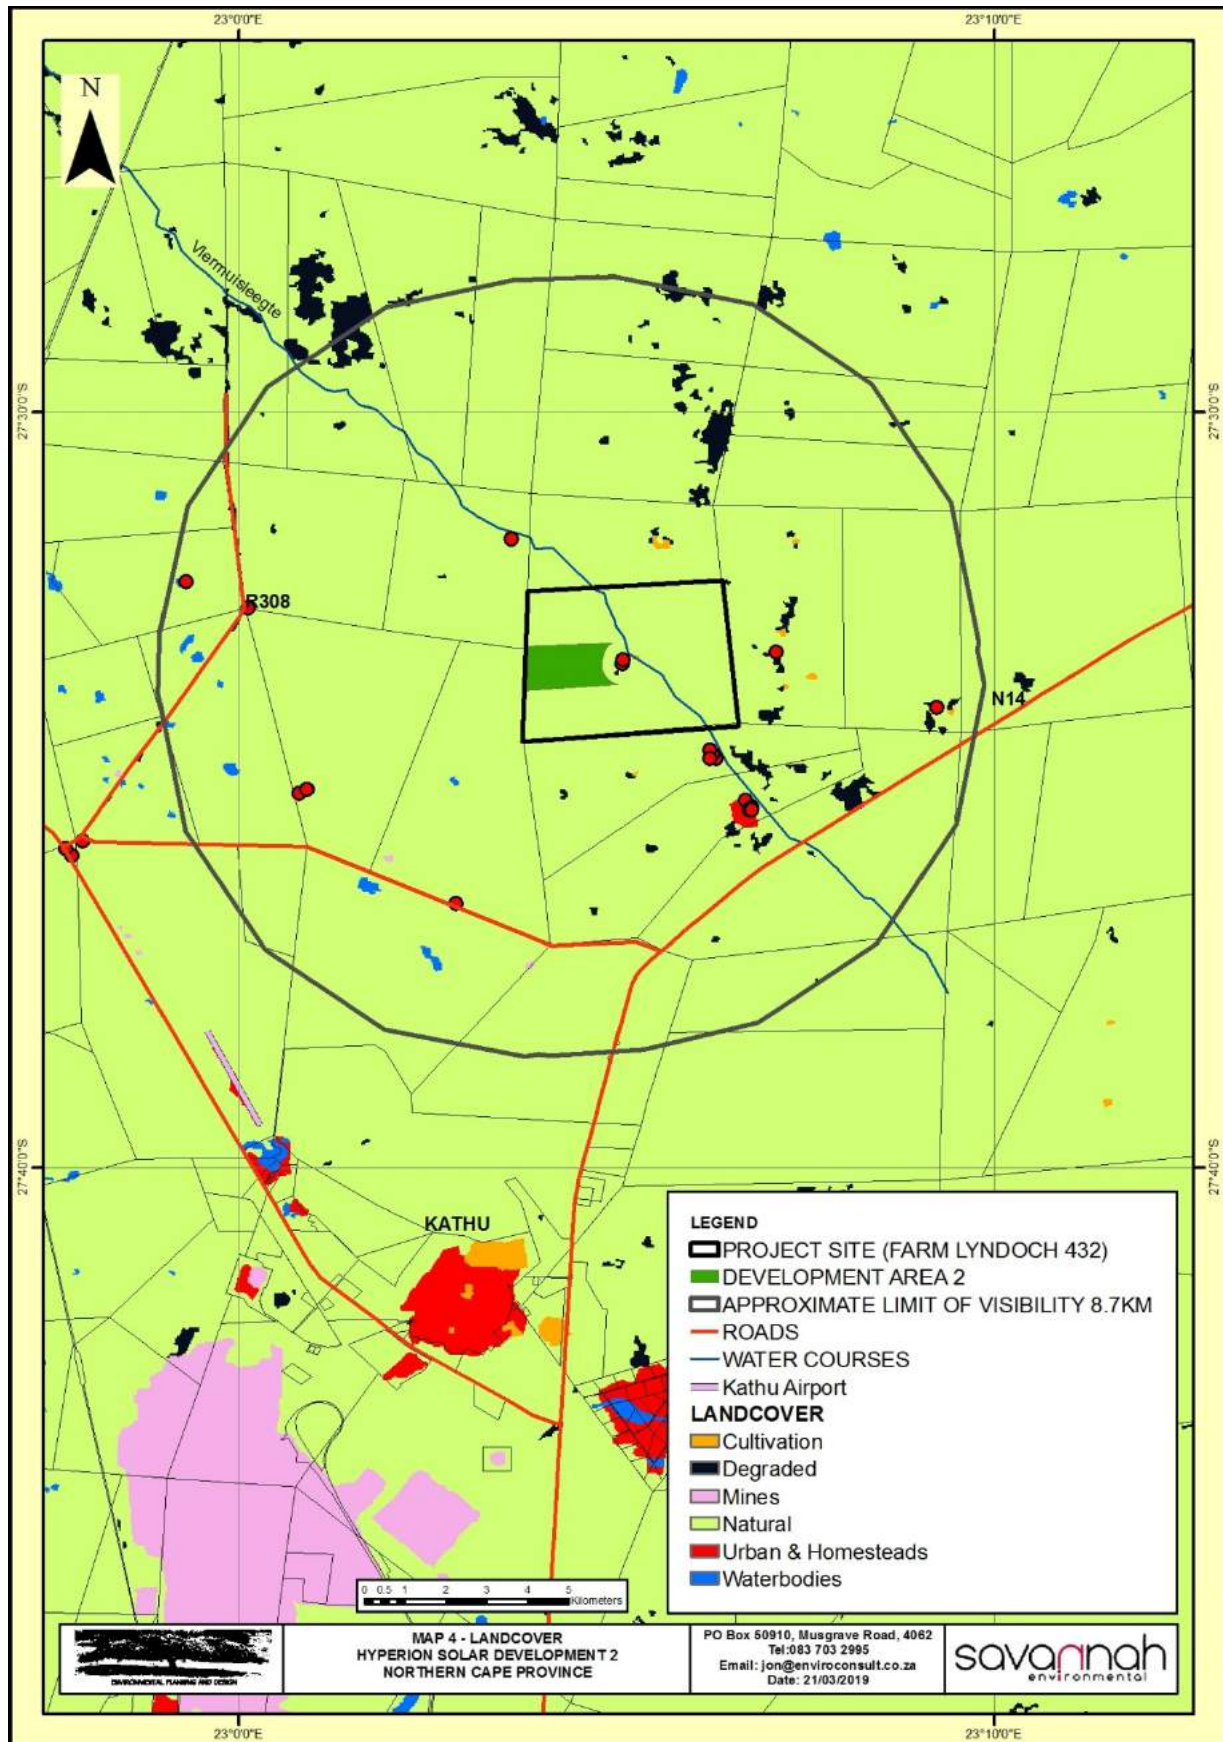 23°0'0"E
23°10'0"E
N
Vlermuisleegte
27°30'0"S
27°30'0"S
R308
N14
27°40'0"S
27°40'0"S
KATHU
LEGEND
PROJECT SITE (FARM LYNDOCH 432)
DEVELOPMENT AREA 2
APPROXIMATE LIMIT OF VISIBILITY 8.7KM
ROADS
WATER COURSES
Kathu Airport
LANDCOVER
Cultivation
Degraded
Mines
Natural
Urban & Homesteads
Waterbodies
0 0.5 1 2 3 4 5
Kilometers
ENVIRONMENTAL PLANNING AND DESIGN
MAP 4 - LANDCOVER
HYPERION SOLAR DEVELOPMENT 2
NORTHERN CAPE PROVINCE
PO Box 50910, Musgrave Road, 4062
Tel:083 703 2995
Email: jon@enviroconsult.co.za
Date: 21/03/2019
savannah
environmental
23°0'0"E
23°10'0"E